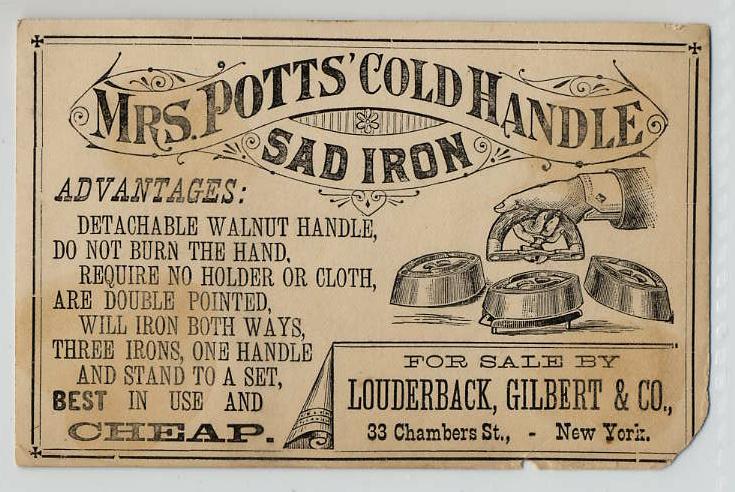 MRS. POTTS' COLD HANDLE
SAD IRON
ADVANTAGES:
DETACHABLE WALNUT HANDLE,
DO NOT BURN THE HAND,
REQUIRE NO HOLDER OR CLOTH,
ARE DOUBLE POINTED,
WILL IRON BOTH WAYS,
THREE IRONS, ONE HANDLE
AND STAND TO A SET,
BEST IN USE AND
CHEAP.
FOR SALE BY
LOUDERBACK, GILBERT & CO.,
33 Chambers St., - New York.